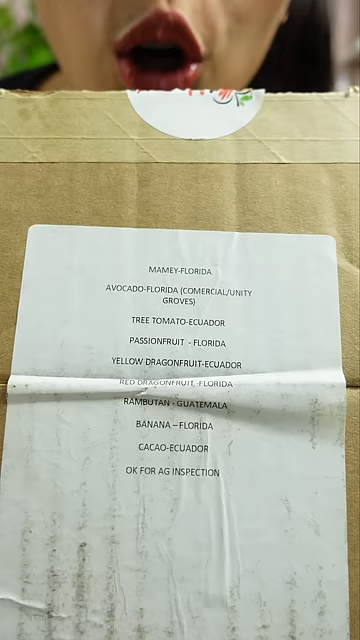 MAMEY-FLORIDA
AVOCADO-FLORIDA (COMERCIAL/UNITY
GROVES)
TREE TOMATO-ECUADOR
PASSIONFRUIT - FLORIDA
YELLOW DRAGONFRUIT-ECUADOR
RED DRAGONFRUIT -FLORIDA
RAMBUTAN - GUATEMALA
BANANA – FLORIDA
CACAO-ECUADOR
OK FOR AG INSPECTION